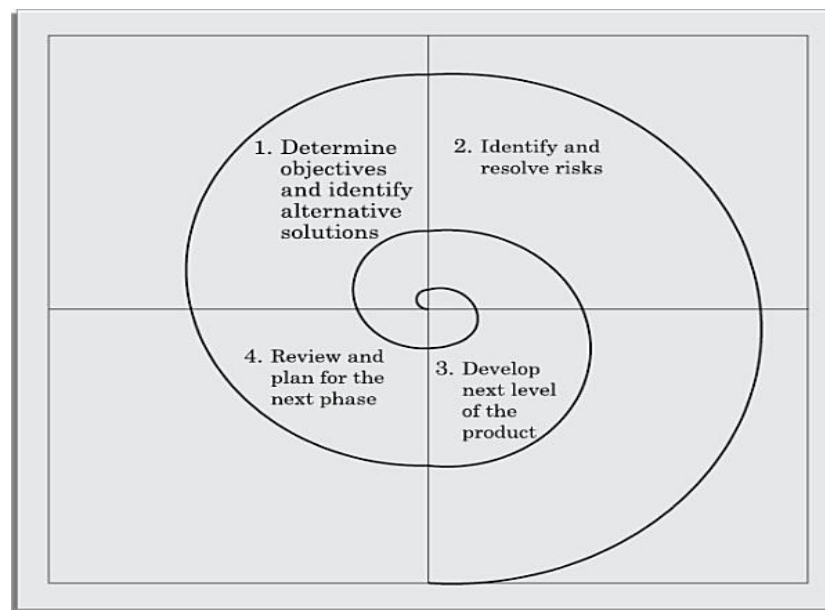 1. Determine
objectives
and identify
alternative
solutions
2. Identify and
resolve risks
3. Develop
next level
of the
product
4. Review and
plan for the
next phase